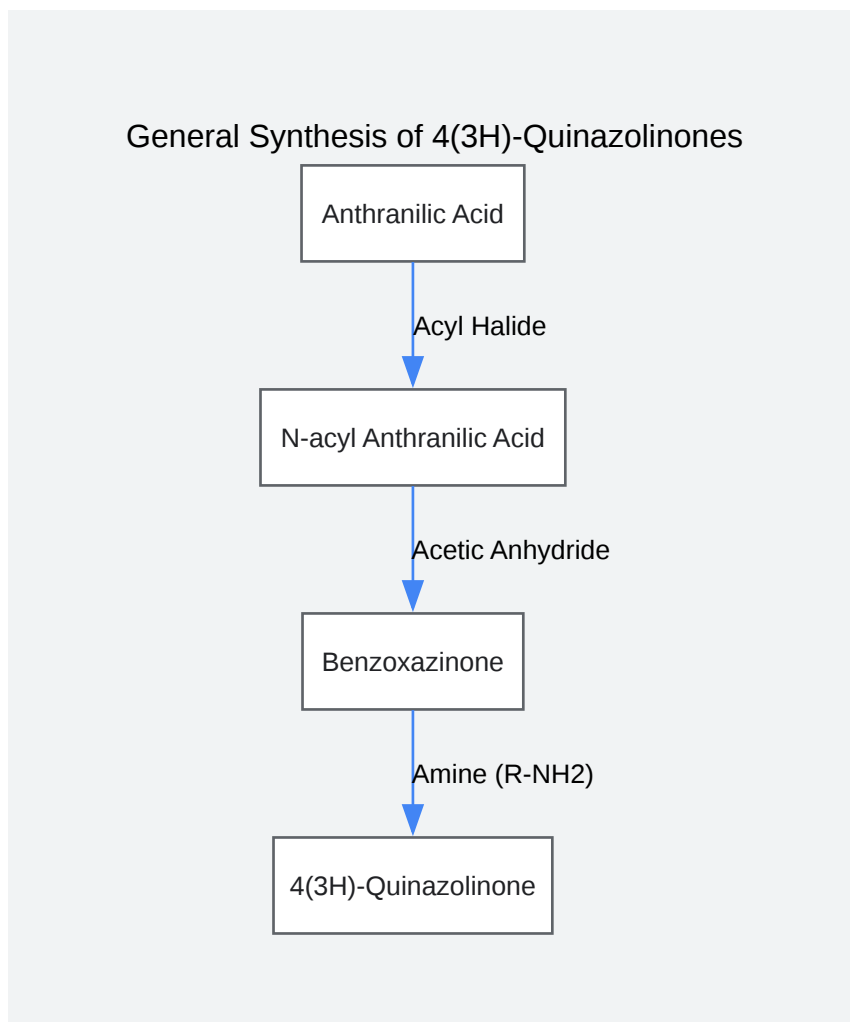 General Synthesis of 4(3H)-Quinazolinones
Anthranilic Acid
Acyl Halide
N-acyl Anthranilic Acid
Acetic Anhydride
Benzoxazinone
Amine (R-NH2)
4(3H)-Quinazolinone